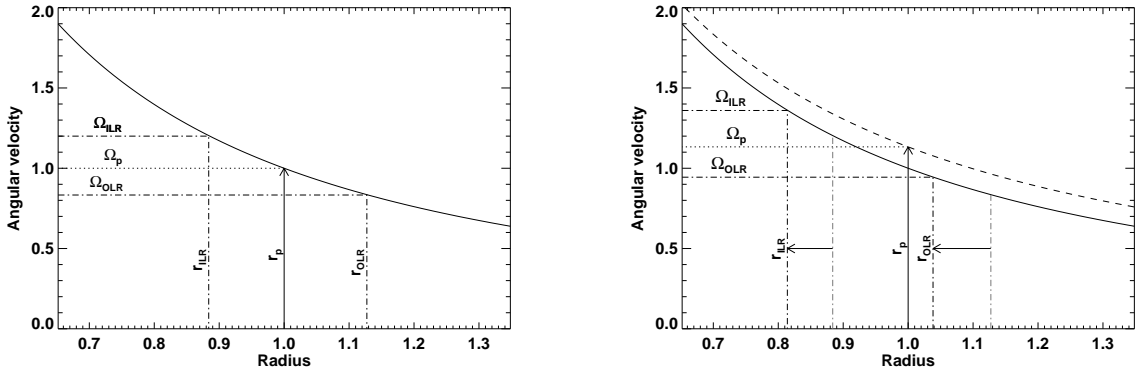 2.0
1.5
1.0
0.5
0.0
Angular velocity
Ω_ILR
Ω_p
Ω_OLR
r_ILR
r_p
r_OLR
0.7 0.8 0.9 1.0 1.1 1.2 1.3
Radius
2.0
1.5
1.0
0.5
0.0
Angular velocity
Ω_ILR
Ω_p
Ω_OLR
r_ILR
r_p
r_OLR
0.7 0.8 0.9 1.0 1.1 1.2 1.3
Radius